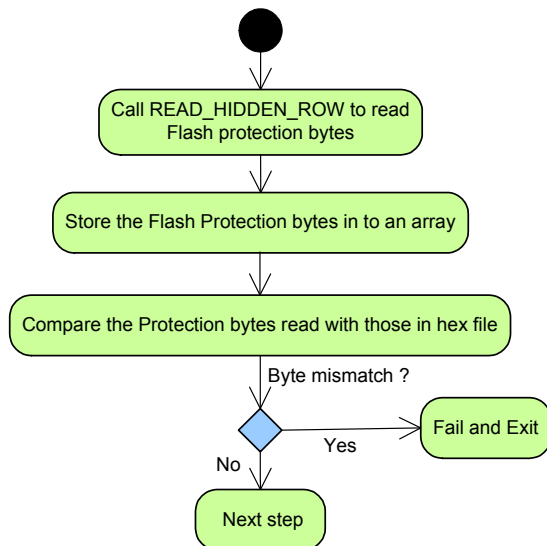 Call READ_HIDDEN_ROW to read
Flash protection bytes
Store the Flash Protection bytes in to an array
Compare the Protection bytes read with those in hex file
Byte mismatch ?
Fail and Exit
Yes
No
Next step